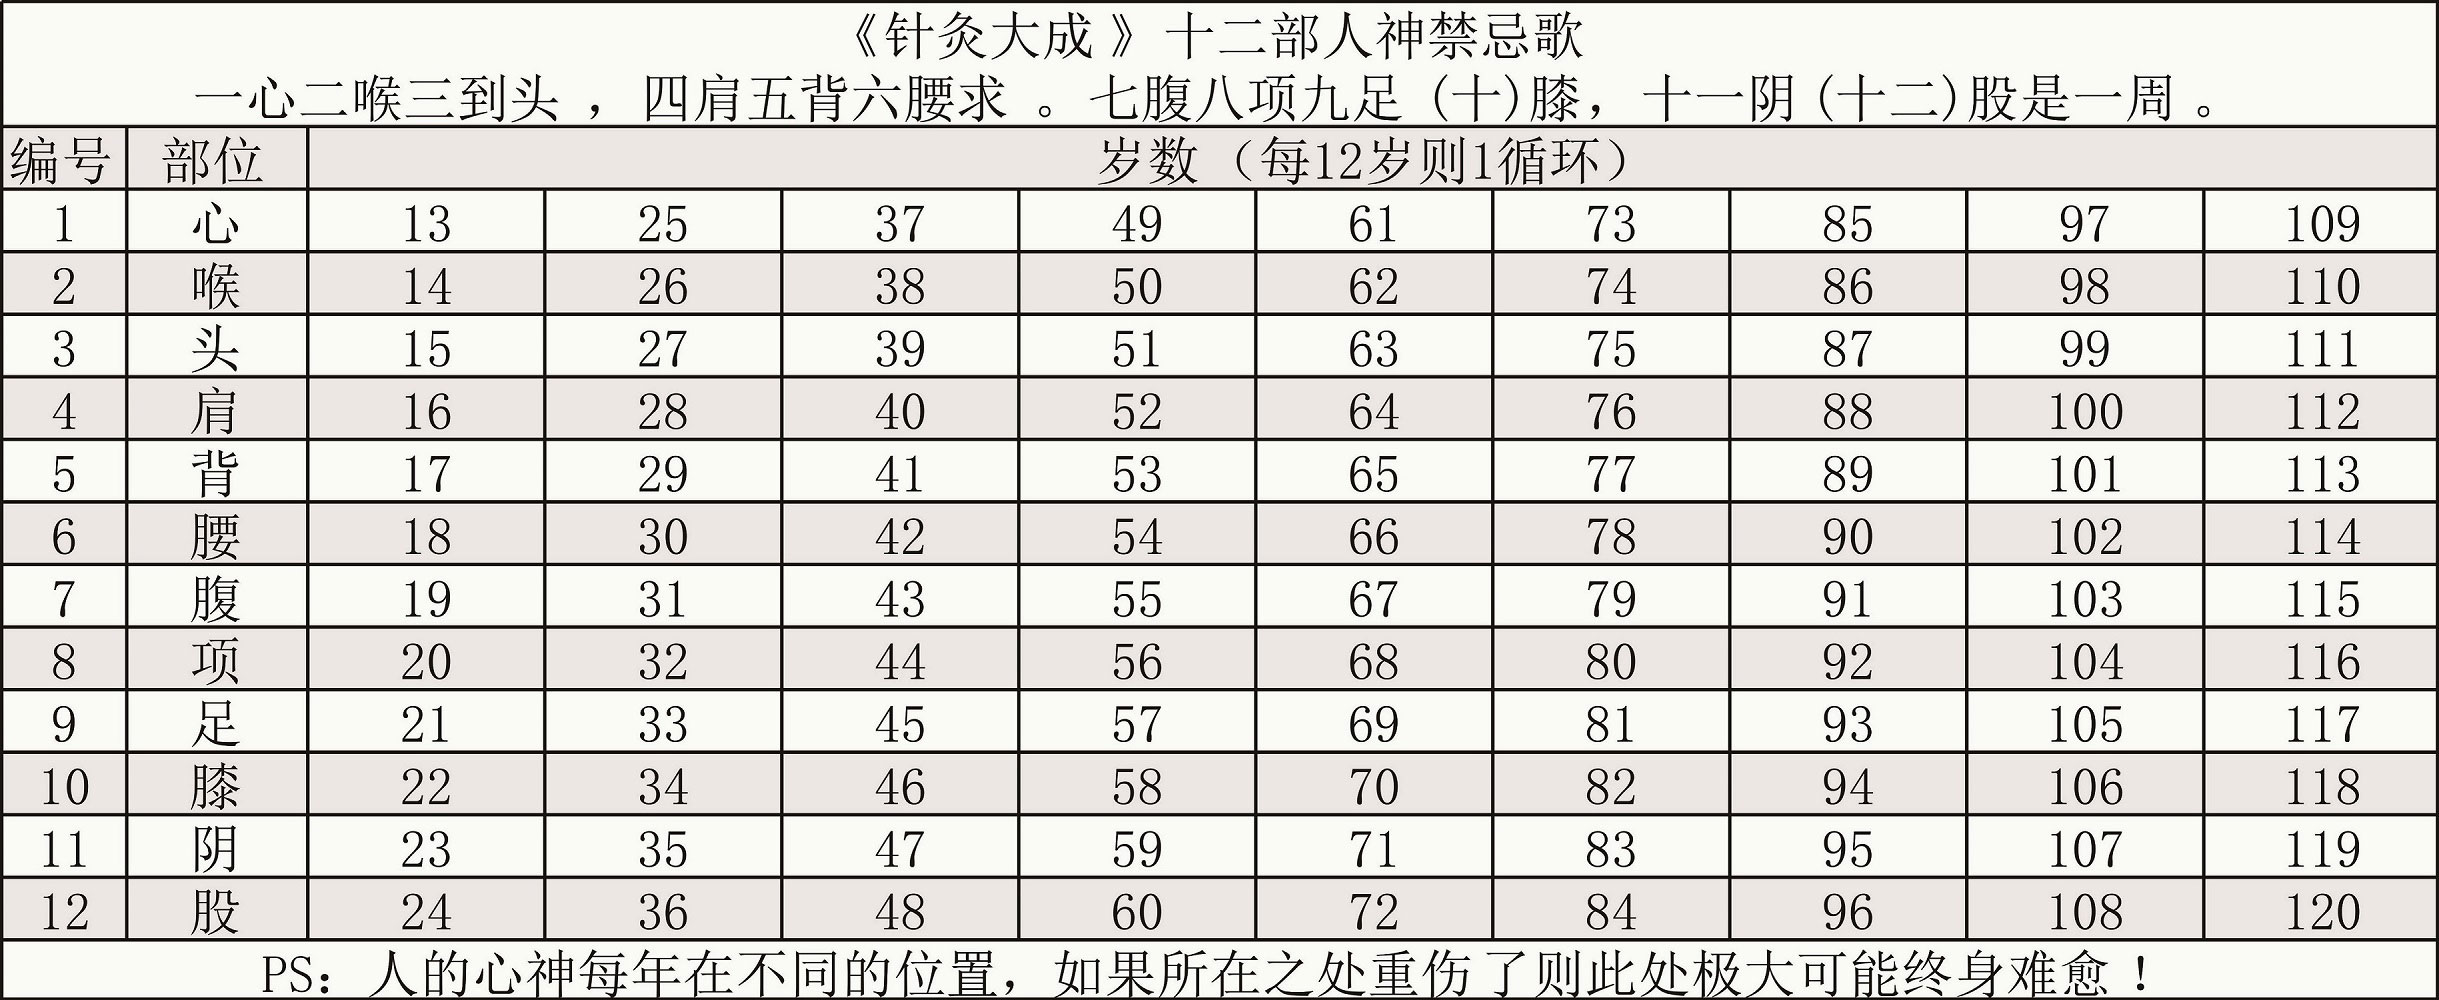 《针灸大成》十二部人神禁忌歌
一心二喉三到头，四肩五背六腰求。七腹八项九足(十)膝，十一阴(十二)股是一周。
编号 部位 岁数（每12岁则1循环）
1 心 13 25 37 49 61 73 85 97 109
2 喉 14 26 38 50 62 74 86 98 110
3 头 15 27 39 51 63 75 87 99 111
4 肩 16 28 40 52 64 76 88 100 112
5 背 17 29 41 53 65 77 89 101 113
6 腰 18 30 42 54 66 78 90 102 114
7 腹 19 31 43 55 67 79 91 103 115
8 项 20 32 44 56 68 80 92 104 116
9 足 21 33 45 57 69 81 93 105 117
10 膝 22 34 46 58 70 82 94 106 118
11 阴 23 35 47 59 71 83 95 107 119
12 股 24 36 48 60 72 84 96 108 120
PS：人的心神每年在不同的位置，如果所在之处重伤了则此处极大可能终身难愈！